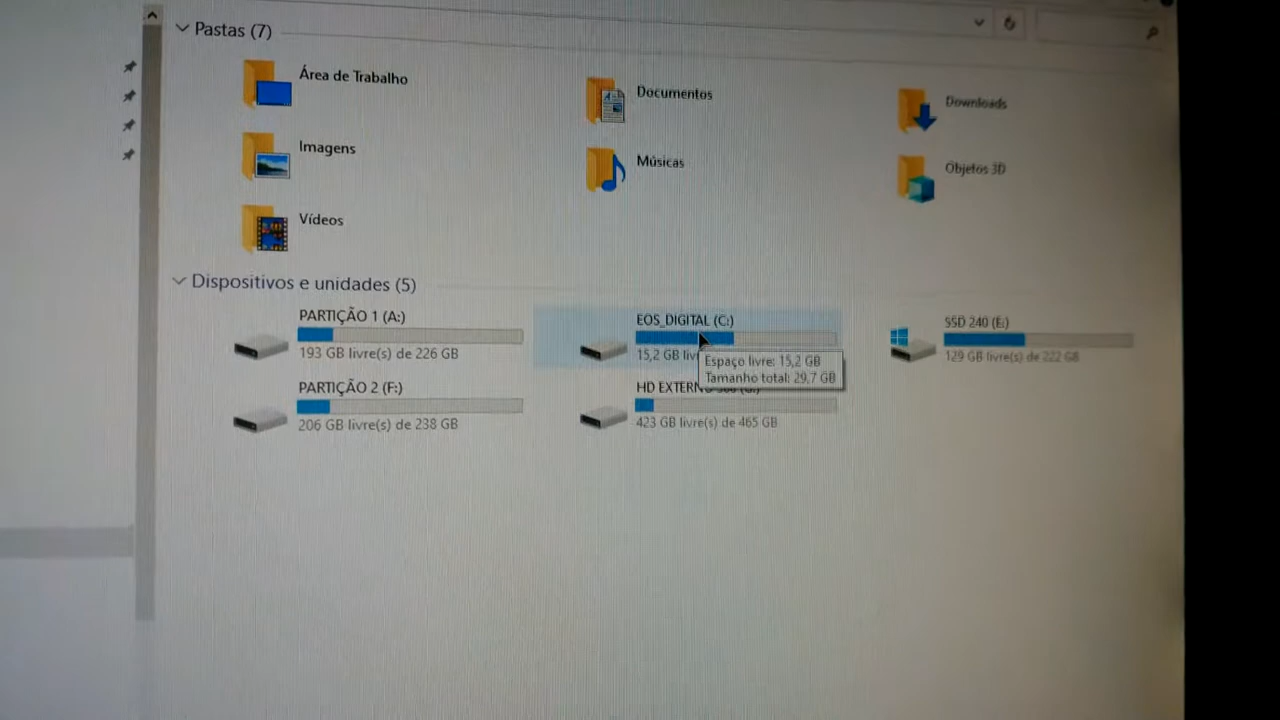 Pastas (7)
Área de Trabalho
Documentos
Downloads
Imagens
Músicas
Objetos 3D
Vídeos
Dispositivos e unidades (5)
PARTIÇÃO 1 (A:)
193 GB livre(s) de 226 GB
EOS_DIGITAL (C:)
15,2 GB
Espaço livre: 15,2 GB
Tamanho total: 29,7 GB
SSD 240 (E:)
129 GB livre(s) de 222 GB
PARTIÇÃO 2 (F:)
206 GB livre(s) de 238 GB
HD
423 GB livre(s) de 465 GB